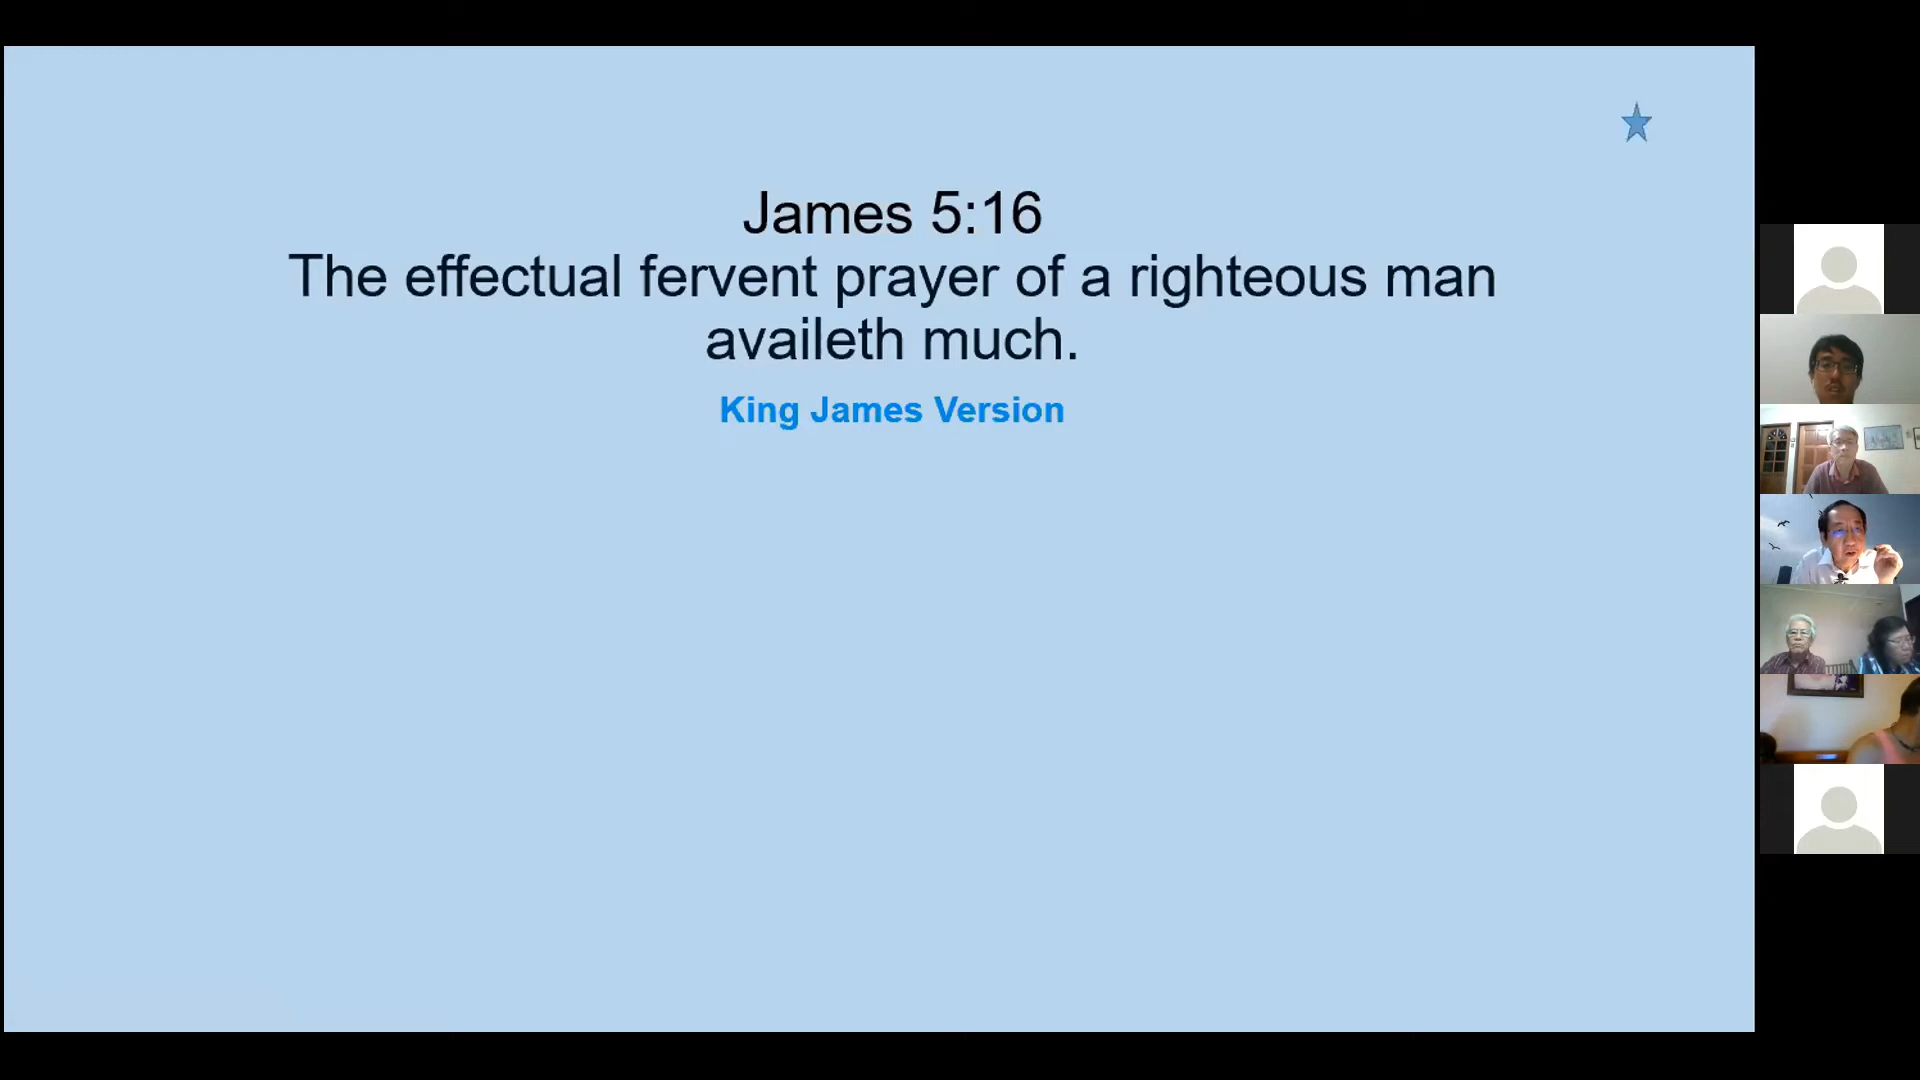 James 5:16
The effectual fervent prayer of a righteous man
availeth much.
King James Version